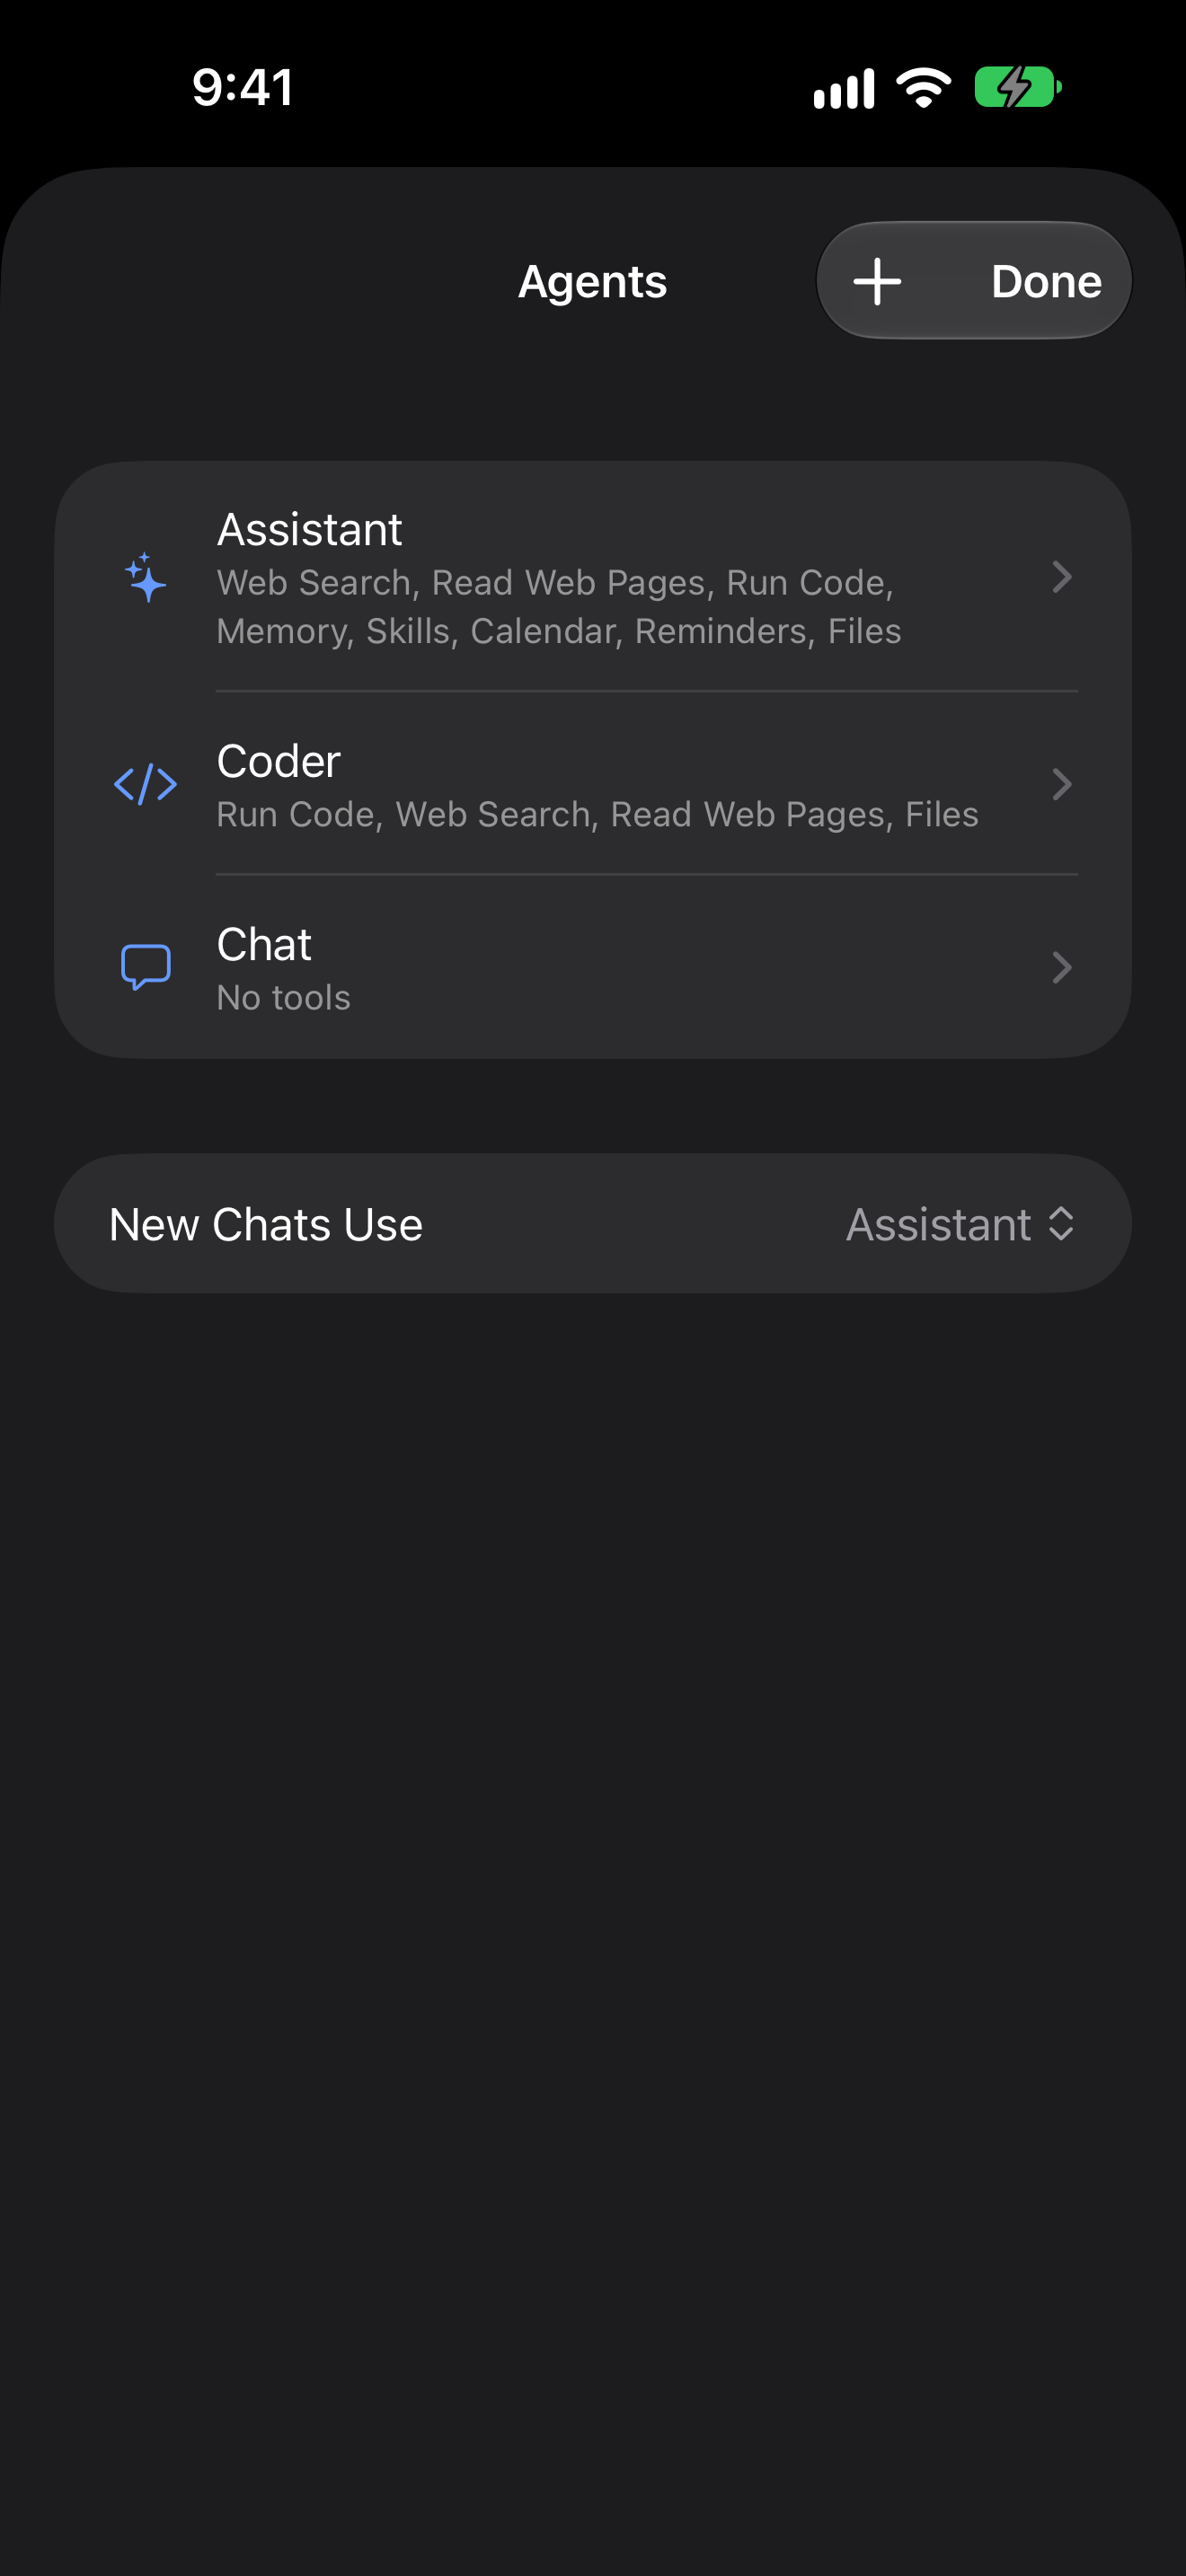 9:41
Agents
Done
Assistant
Web Search, Read Web Pages, Run Code,
Memory, Skills, Calendar, Reminders, Files
Coder
Run Code, Web Search, Read Web Pages, Files
Chat
No tools
New Chats Use
Assistant